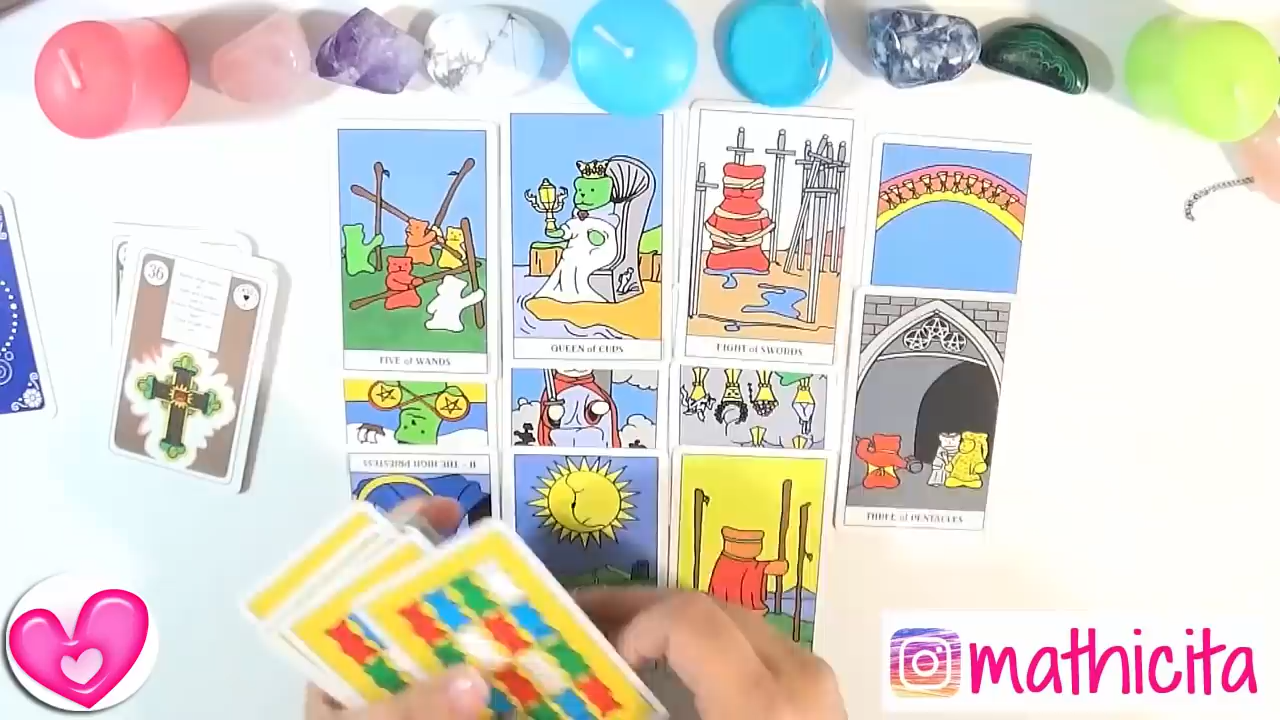 FIVE of WANDS
QUEEN of CUPS
EIGHT of SWORDS
36
II - THE HIGH PRIESTESS
THREE of PENTACLES
mathicita